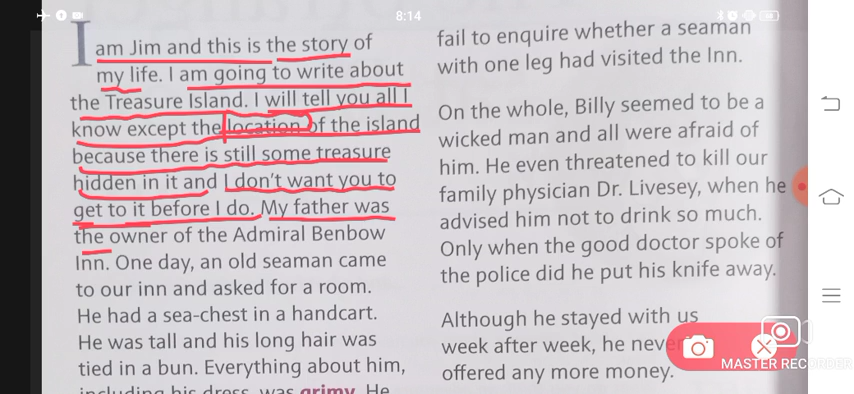 8:14
I am Jim and this is the story of
my life. I am going to write about
the Treasure Island. I will tell you all I
know except the location of the island
because there is still some treasure
hidden in it and I don't want you to
get to it before I do. My father was
the owner of the Admiral Benbow
Inn. One day, an old seaman came
to our inn and asked for a room.
He had a sea-chest in a handcart.
He was tall and his long hair was
tied in a bun. Everything about him,
including his dress, was grimy. He
fail to enquire whether a seaman
with one leg had visited the Inn.
On the whole, Billy seemed to be a
wicked man and all were afraid of
him. He even threatened to kill our
family physician Dr. Livesey, when he
advised him not to drink so much.
Only when the good doctor spoke of
the police did he put his knife away.
Although he stayed with us
week after week, he never
offered any more money.
MASTER RECORDER